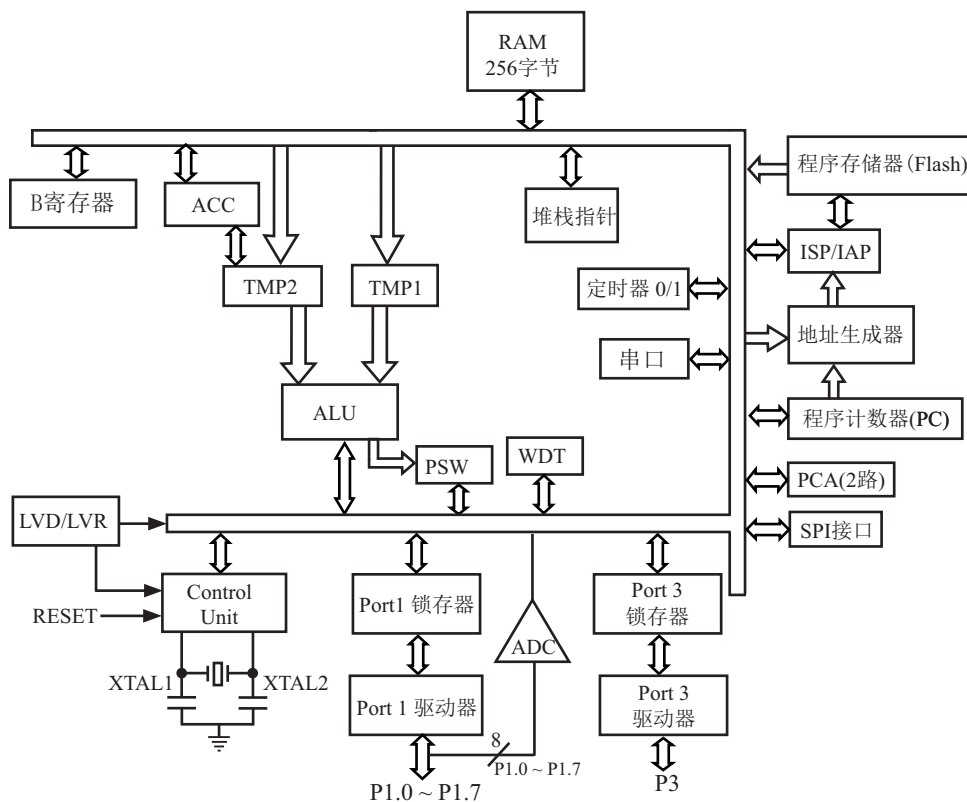 RAM
256字节
程序存储器(Flash)
B寄存器
ACC
堆栈指针
ISP/IAP
TMP2
TMP1
定时器 0/1
地址生成器
串口
ALU
程序计数器(PC)
PSW
WDT
PCA(2路)
LVD/LVR
SPI接口
Control
Unit
Port1 锁存器
Port 3
锁存器
RESET
ADC
XTAL1
XTAL2
Port 1 驱动器
Port 3
驱动器
8
P1.0 ~ P1.7
P1.0 ~ P1.7
P3